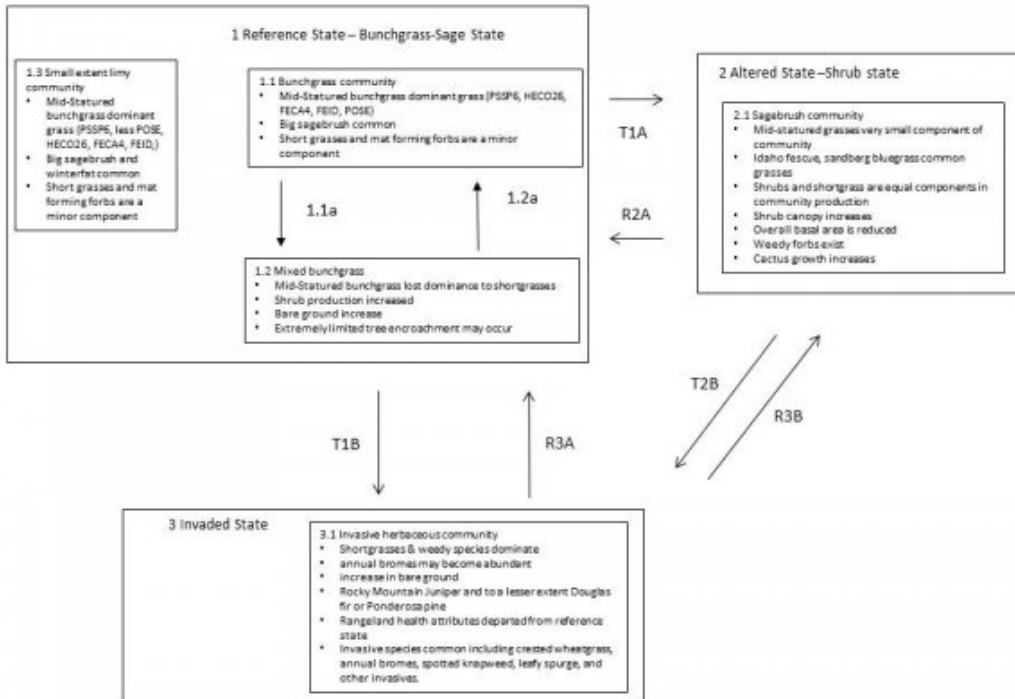 1 Reference State – Bunchgrass-Sage State
1.3 Small extent limy
community
• Mid-Statured
bunchgrass dominant
grass (PSSP6, less POSE,
HECO26, FECA4, FEID,)
• Big sagebrush and
winterfat common
• Short grasses and mat
forming forbs are a
minor component
1.1 Bunchgrass community
• Mid-Statured bunchgrass dominant grass (PSSP6, HECO26,
FECA4, FEID, POSE)
• Big sagebrush common
• Short grasses and mat forming forbs are a minor
component
1.1a
1.2a
1.2 Mixed bunchgrass
• Mid-Statured bunchgrass lost dominance to shortgrasses
• Shrub production increased
• Bare ground increase
• Extremely limited tree encroachment may occur
T1A
R2A
2 Altered State –Shrub state
2.1 Sagebrush community
• Mid-statured grasses very small component of
community
• Idaho fescue, sandberg bluegrass common
grasses
• Shrubs and shortgrass are equal components in
community production
• Shrub canopy increases
• Overall basal area is reduced
• Weedy forbs exist
• Cactus growth increases
T1B
R3A
T2B
R3B
3 Invaded State
3.1 Invasive herbaceous community
• Shortgrasses & weedy species dominate
• annual bromes may become abundant
• increase in bare ground
• Rocky Mountain Juniper and to a lesser extent Douglas
fir or Ponderosa pine
• Rangeland health attributes departed from reference
state
• Invasive species common including crested wheatgrass,
annual bromes, spotted knapweed, leafy spurge, and
other invasives.